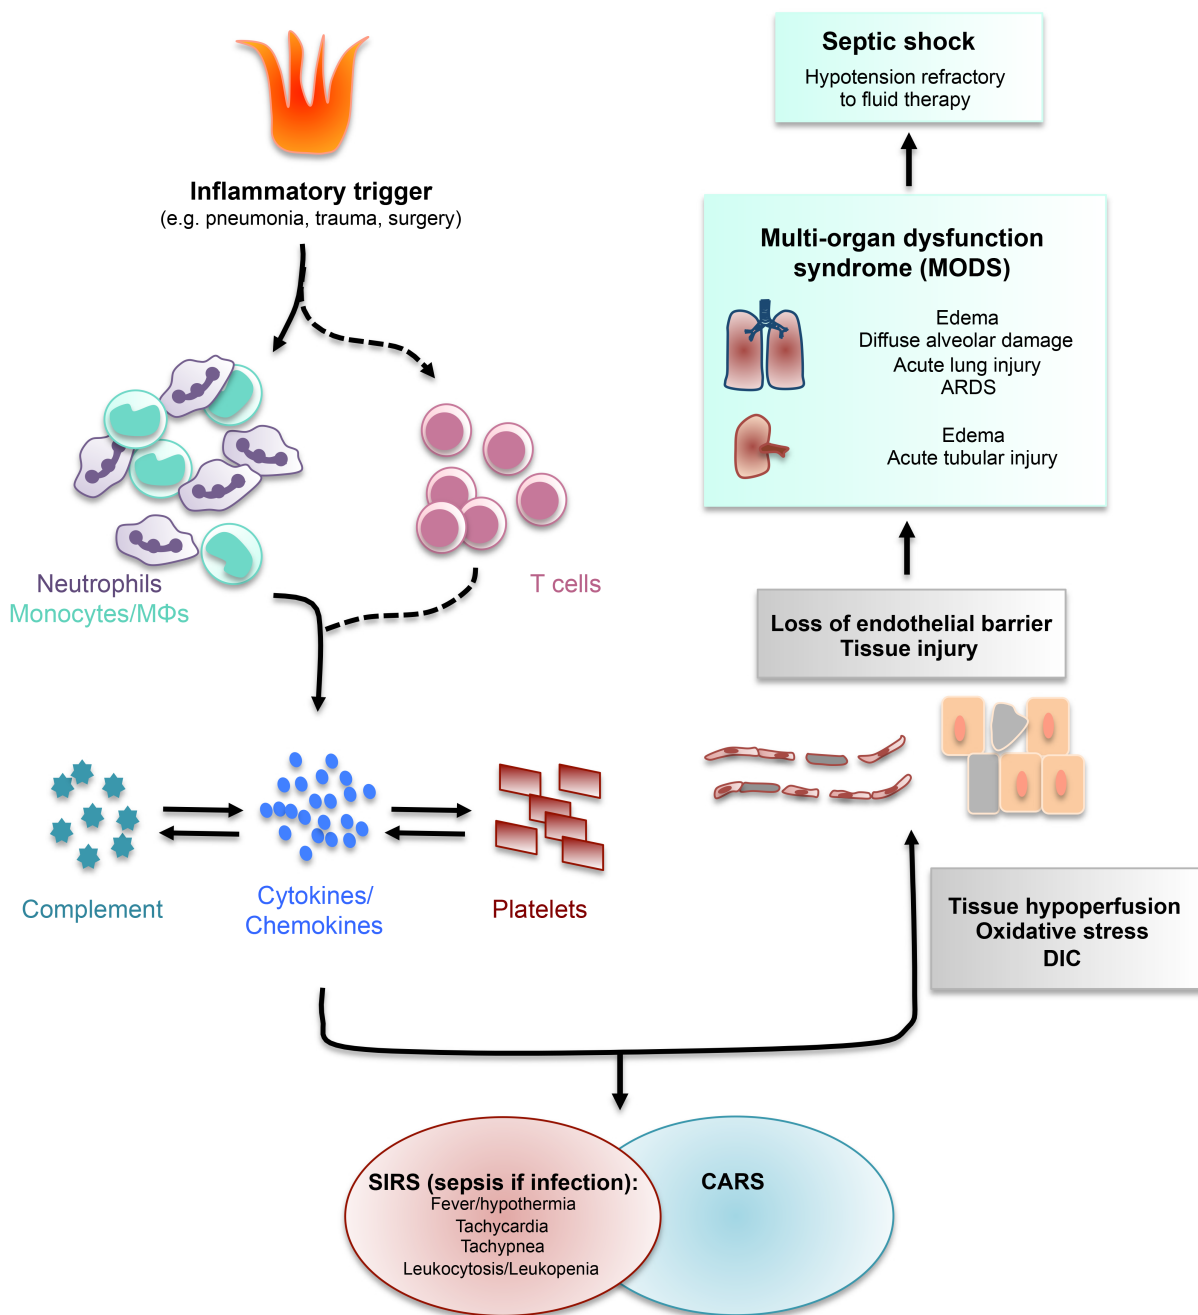 Inflammatory trigger
(e.g. pneumonia, trauma, surgery)
Neutrophils
Monocytes/MΦs
T cells
Complement
Cytokines/
Chemokines
Platelets
SIRS (sepsis if infection):
Fever/hypothermia
Tachycardia
Tachypnea
Leukocytosis/Leukopenia
CARS
Tissue hypoperfusion
Oxidative stress
DIC
Loss of endothelial barrier
Tissue injury
Multi-organ dysfunction
syndrome (MODS)
Edema
Diffuse alveolar damage
Acute lung injury
ARDS
Edema
Acute tubular injury
Septic shock
Hypotension refractory
to fluid therapy